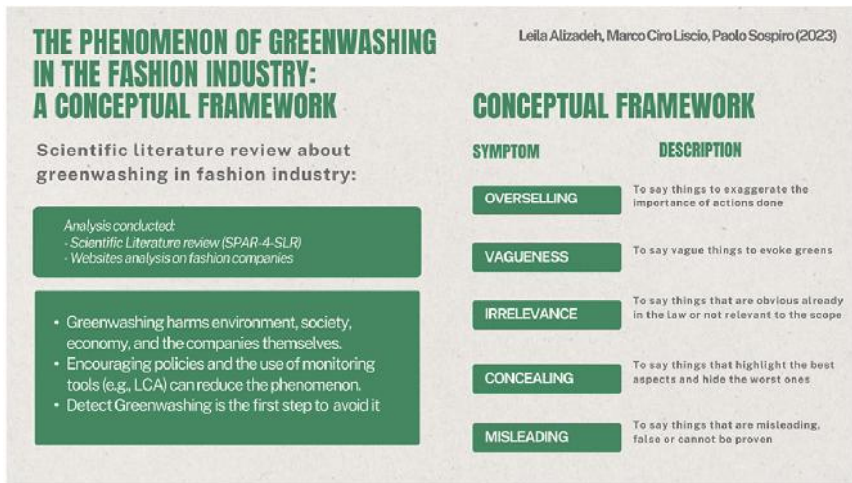 THE PHENOMENON OF GREENWASHING
IN THE FASHION INDUSTRY:
A CONCEPTUAL FRAMEWORK
Scientific literature review about
greenwashing in fashion industry:
Analysis conducted:
- Scientific Literature review (SPAR-4-SLR)
- Websites analysis on fashion companies
• Greenwashing harms environment, society,
economy, and the companies themselves.
• Encouraging policies and the use of monitoring
tools (e.g., LCA) can reduce the phenomenon.
• Detect Greenwashing is the first step to avoid it
Leila Alizadeh, Marco Ciro Liscio, Paolo Sospiro (2023)
CONCEPTUAL FRAMEWORK
SYMPTOM DESCRIPTION
OVERSELLING
To say things to exaggerate the
importance of actions done
VAGUENESS
To say vague things to evoke greens
IRRELEVANCE
To say things that are obvious already
in the law or not relevant to the scope
CONCEALING
To say things that highlight the best
aspects and hide the worst ones
MISLEADING
To say things that are misleading,
false or cannot be proven